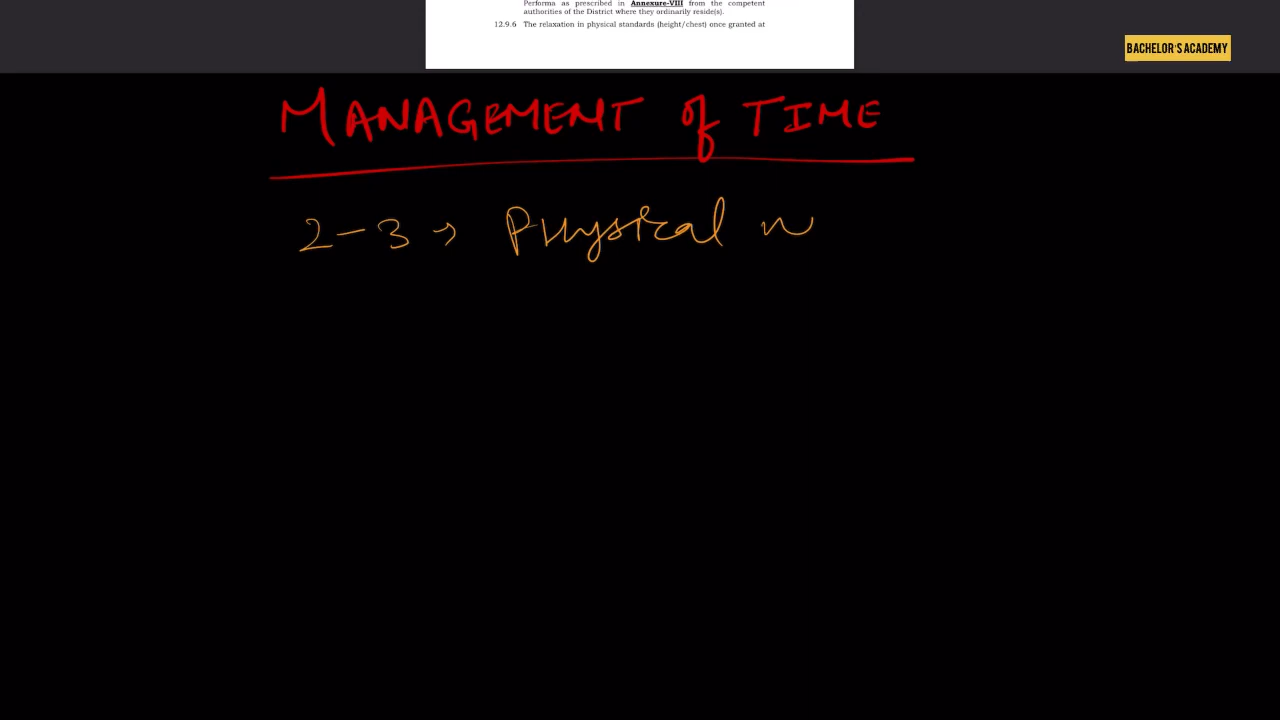 Performa as prescribed in Annexure-VIII from the competent
authorities of the District where they ordinarily reside(s).
12.9.6 The relaxation in physical standards (height/chest) once granted at
BACHELOR'S ACADEMY
MANAGEMENT of TIME
2-3 → Physical w